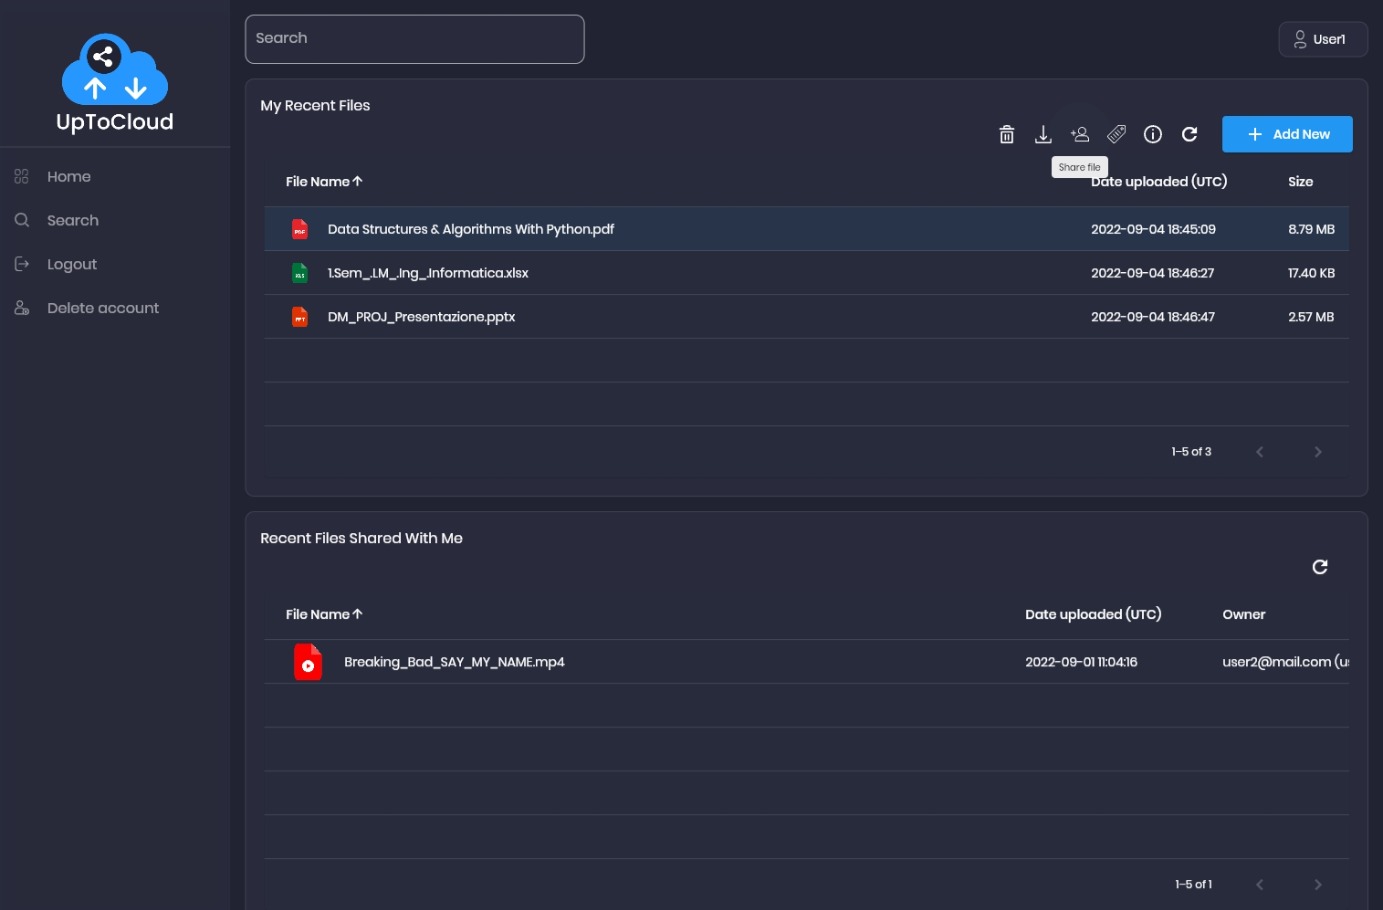 Search
User1
UpToCloud
Home
Search
Logout
Delete account
My Recent Files
Add New
Share file
File Name Date uploaded (UTC) Size
PDF Data Structures & Algorithms With Python.pdf 2022-09-04 18:45:09 8.79 MB
XLS 1.Sem_.LM_.Ing_.Informatica.xlsx 2022-09-04 18:46:27 17.40 KB
PPT DM_PROJ_Presentazione.pptx 2022-09-04 18:46:47 2.57 MB
1–5 of 3
Recent Files Shared With Me
File Name Date uploaded (UTC) Owner
Breaking_Bad_SAY_MY_NAME.mp4 2022-09-01 11:04:16 user2@mail.com (us
1–5 of 1